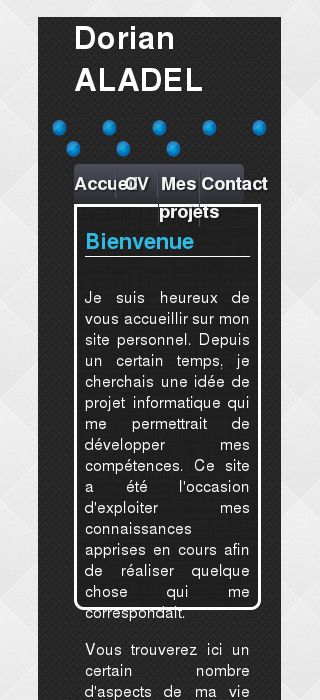 Dorian
ALADEL
Accueil CV Mes projets Contact
Bienvenue
Je suis heureux de
vous accueillir sur mon
site personnel. Depuis
un certain temps, je
cherchais une idée de
projet informatique qui
me permettrait de
développer mes
compétences. Ce site
a été l'occasion
d'exploiter mes
connaissances
apprises en cours afin
de réaliser quelque
chose qui me
correspondait.
Vous trouverez ici un
certain nombre
d'aspects de ma vie